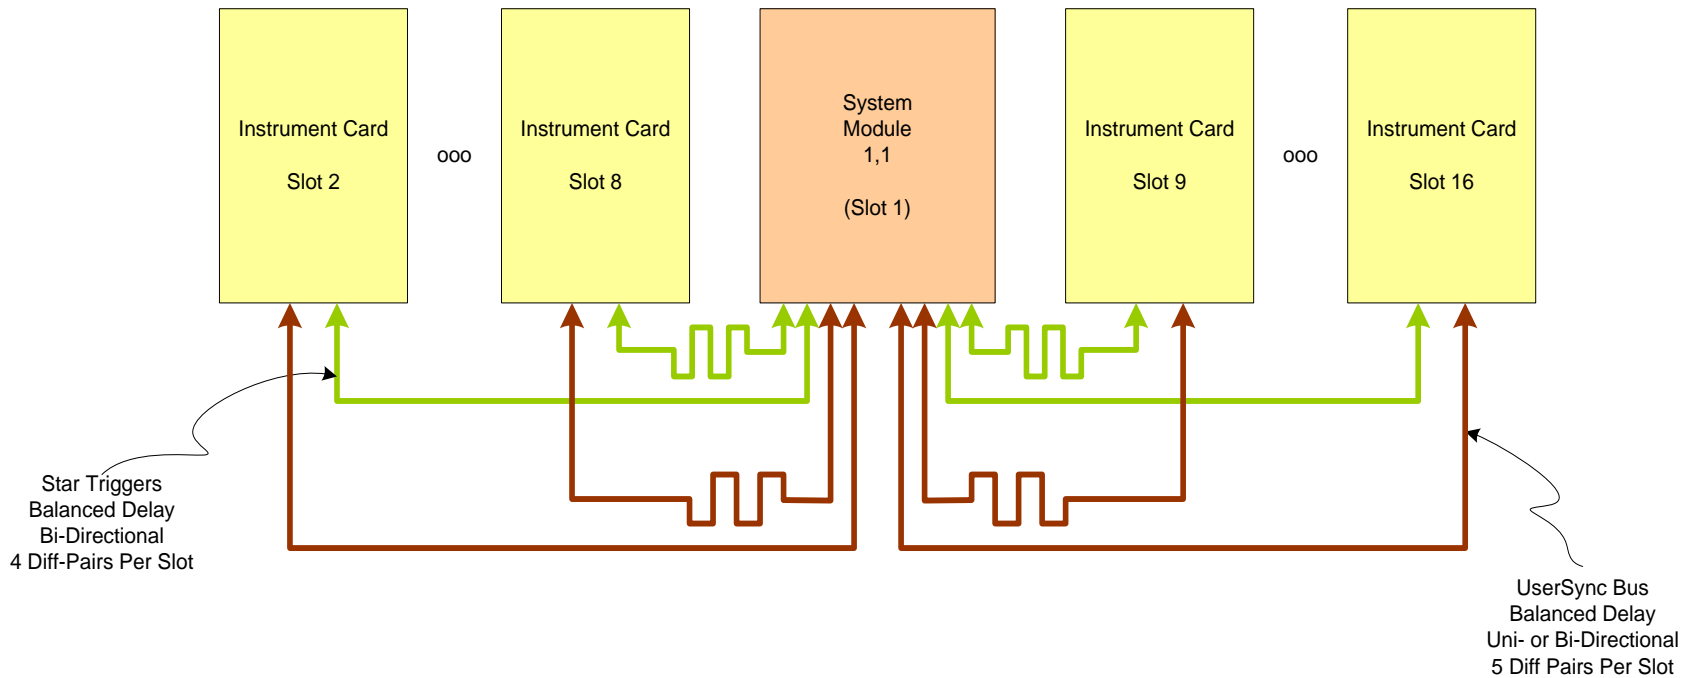 Instrument Card
Slot 2
ooo
Instrument Card
Slot 8
System
Module
1,1
(Slot 1)
Instrument Card
Slot 9
ooo
Instrument Card
Slot 16
Star Triggers
Balanced Delay
Bi-Directional
4 Diff-Pairs Per Slot
UserSync Bus
Balanced Delay
Uni- or Bi-Directional
5 Diff Pairs Per Slot